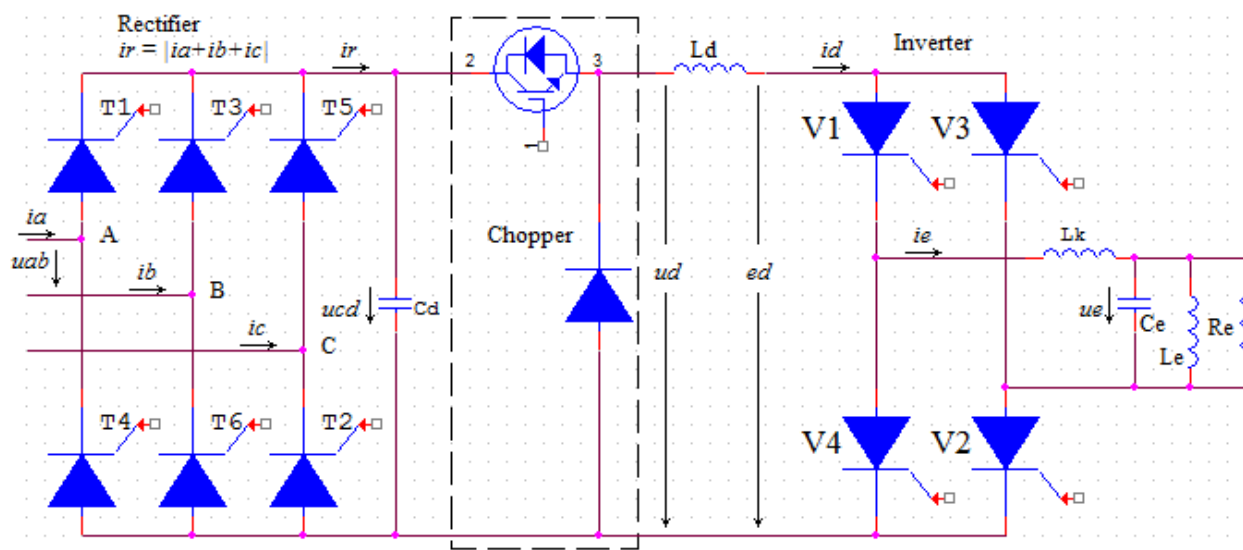 Rectifier
ir = |ia+ib+ic|
ir
2
3
1
Ld
id
Inverter
T1
T3
T5
V1
V3
ia
A
uab
ib
B
ic
C
ucd
Cd
Chopper
ud
ed
ie
Lk
ue
Ce
Le
Re
T4
T6
T2
V4
V2